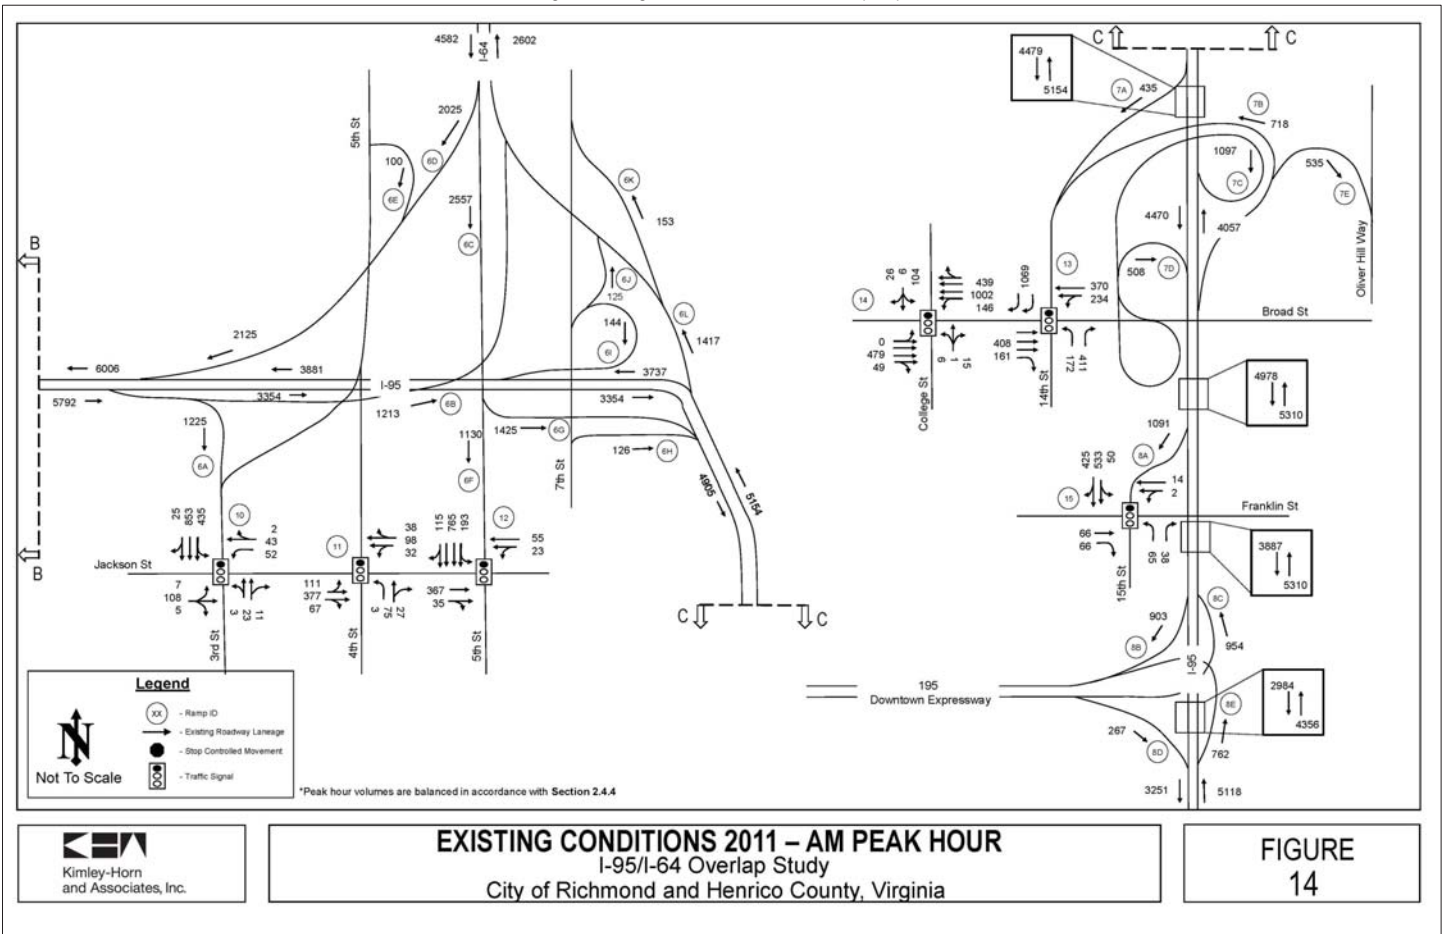 4582
I-64
2602
2025
5th St
100
6D
6E
2557
6C
6K
153
B
6J
125
144
6I
6L
1417
2125
6006
3881
I-95
3737
5792
3354
1213
6B
3354
1225
6A
1130
6F
1425
6G
126
6H
7th St
4905
5154
25
853
435
10
2
43
52
11
38
98
32
115
765
193
12
55
23
B
Jackson St
7
108
5
3
23
11
111
377
67
3
75
27
367
35
3rd St
4th St
5th St
C
C
C
C
4479
5154
7A
435
7B
718
1097
7C
535
7E
4470
4057
508
7D
Oliver Hill Way
14
26
6
104
439
1002
146
1069
13
370
234
Broad St
0
479
49
6
1
15
408
161
172
411
College St
14th St
4978
5310
1091
8A
425
533
50
15
14
2
Franklin St
66
66
65
38
15th St
3887
5310
903
8B
8C
954
I-95
195
Downtown Expressway
2984
4356
8E
267
8D
762
3251
5118
Legend
XX - Ramp ID
- Existing Roadway Laneage
- Stop Controlled Movement
- Traffic Signal
N
Not To Scale
*Peak hour volumes are balanced in accordance with Section 2.4.4
Kimley-Horn
and Associates, Inc.
EXISTING CONDITIONS 2011 – AM PEAK HOUR
I-95/I-64 Overlap Study
City of Richmond and Henrico County, Virginia
FIGURE
14